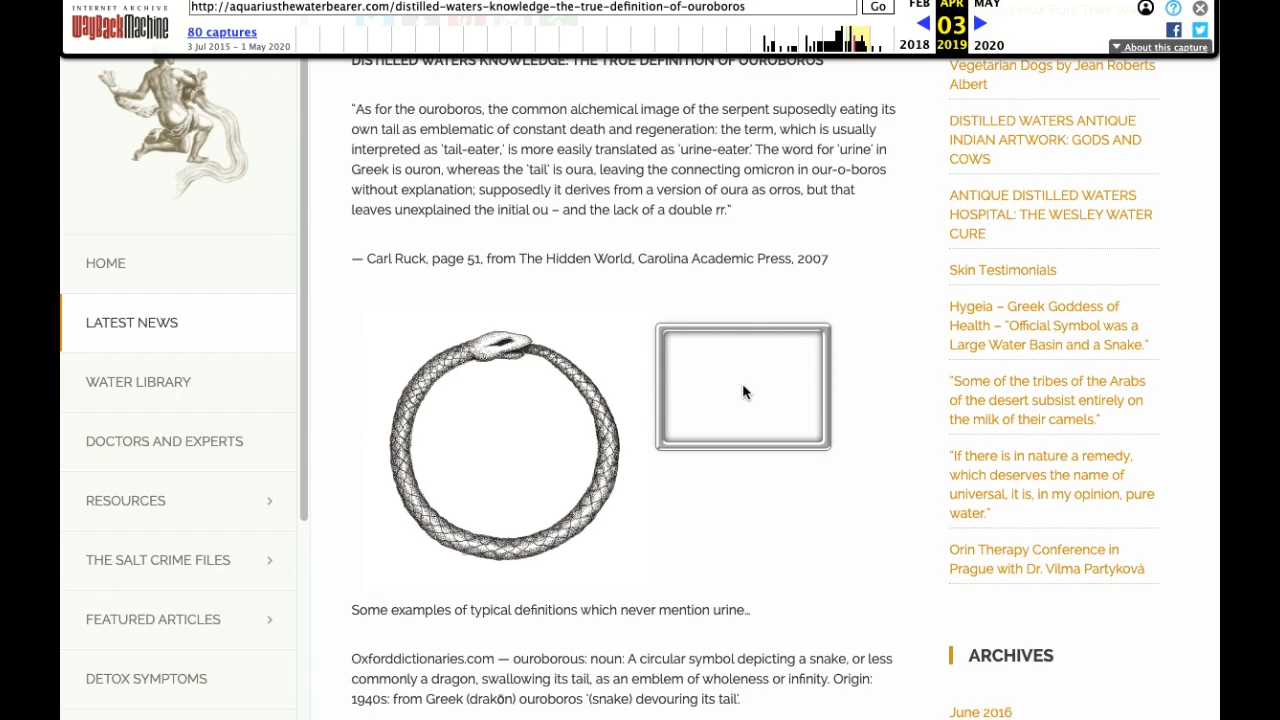 INTERNET ARCHIVE
WayBackMachine
http://aquariusthewaterbearer.com/distilled-waters-knowledge-the-true-definition-of-ouroboros
Go
FEB
APR
MAY
80 captures
03
3 Jul 2015 – 1 May 2020
2018
2019
2020
About this capture
DISTILLED WATERS KNOWLEDGE: THE TRUE DEFINITION OF OUROBOROS
“As for the ouroboros, the common alchemical image of the serpent suposedly eating its
own tail as emblematic of constant death and regeneration: the term, which is usually
interpreted as ‘tail-eater,’ is more easily translated as ‘urine-eater.’ The word for ‘urine’ in
Greek is ouron, whereas the ‘tail’ is oura, leaving the connecting omicron in our-o-boros
without explanation; supposedly it derives from a version of oura as orros, but that
leaves unexplained the initial ou – and the lack of a double rr.”
— Carl Ruck, page 51, from The Hidden World, Carolina Academic Press, 2007
Some examples of typical definitions which never mention urine…
Oxforddictionaries.com — ouroborous: noun: A circular symbol depicting a snake, or less
commonly a dragon, swallowing its tail, as an emblem of wholeness or infinity. Origin:
1940s: from Greek (drakōn) ouroboros ‘(snake) devouring its tail’.
HOME
LATEST NEWS
WATER LIBRARY
DOCTORS AND EXPERTS
RESOURCES
THE SALT CRIME FILES
FEATURED ARTICLES
DETOX SYMPTOMS
Vegetarian Dogs by Jean Roberts
Albert
DISTILLED WATERS ANTIQUE
INDIAN ARTWORK: GODS AND
COWS
ANTIQUE DISTILLED WATERS
HOSPITAL: THE WESLEY WATER
CURE
Skin Testimonials
Hygeia – Greek Goddess of
Health – “Official Symbol was a
Large Water Basin and a Snake.”
“Some of the tribes of the Arabs
of the desert subsist entirely on
the milk of their camels.”
“If there is in nature a remedy,
which deserves the name of
universal, it is, in my opinion, pure
water.”
Orin Therapy Conference in
Prague with Dr. Vilma Partyková
ARCHIVES
June 2016